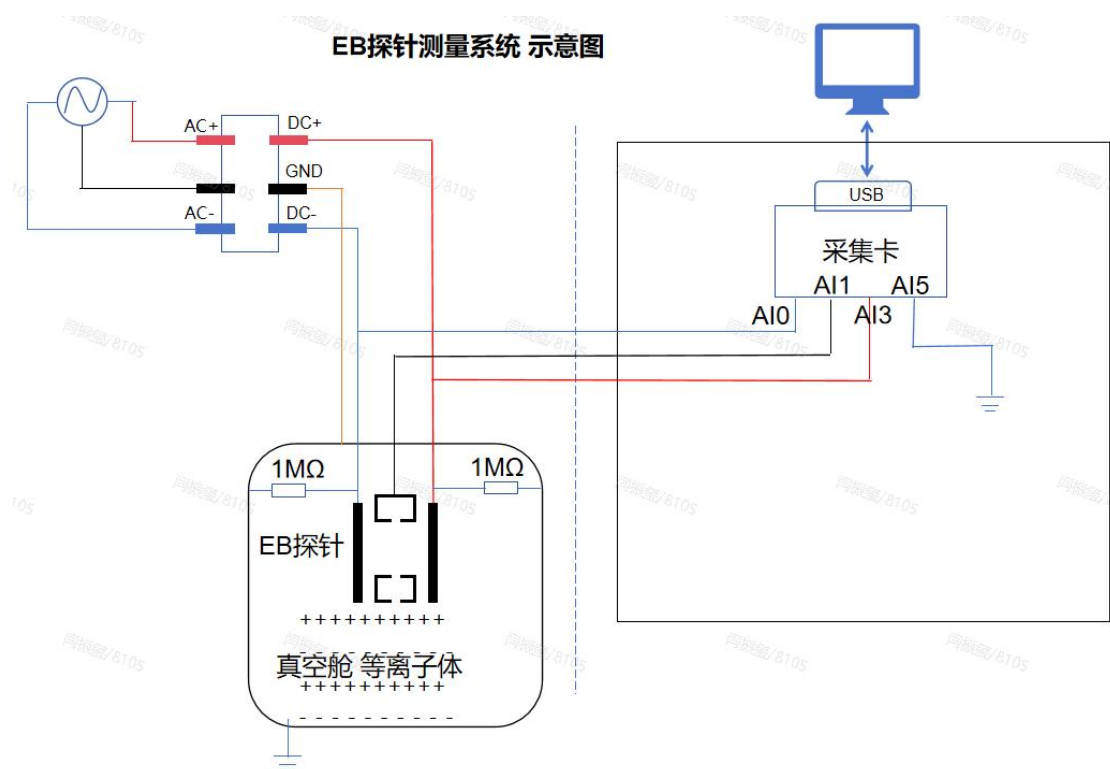 EB探针测量系统 示意图
AC+
DC+
GND
AC-
DC-
USB
采集卡
AI1
AI5
AI0
AI3
1MΩ
1MΩ
EB探针
+ + + + + + + + + +
- - - - - - - - - -
真空舱 等离子体
+ + + + + + + + + +
- - - - - - - - - -